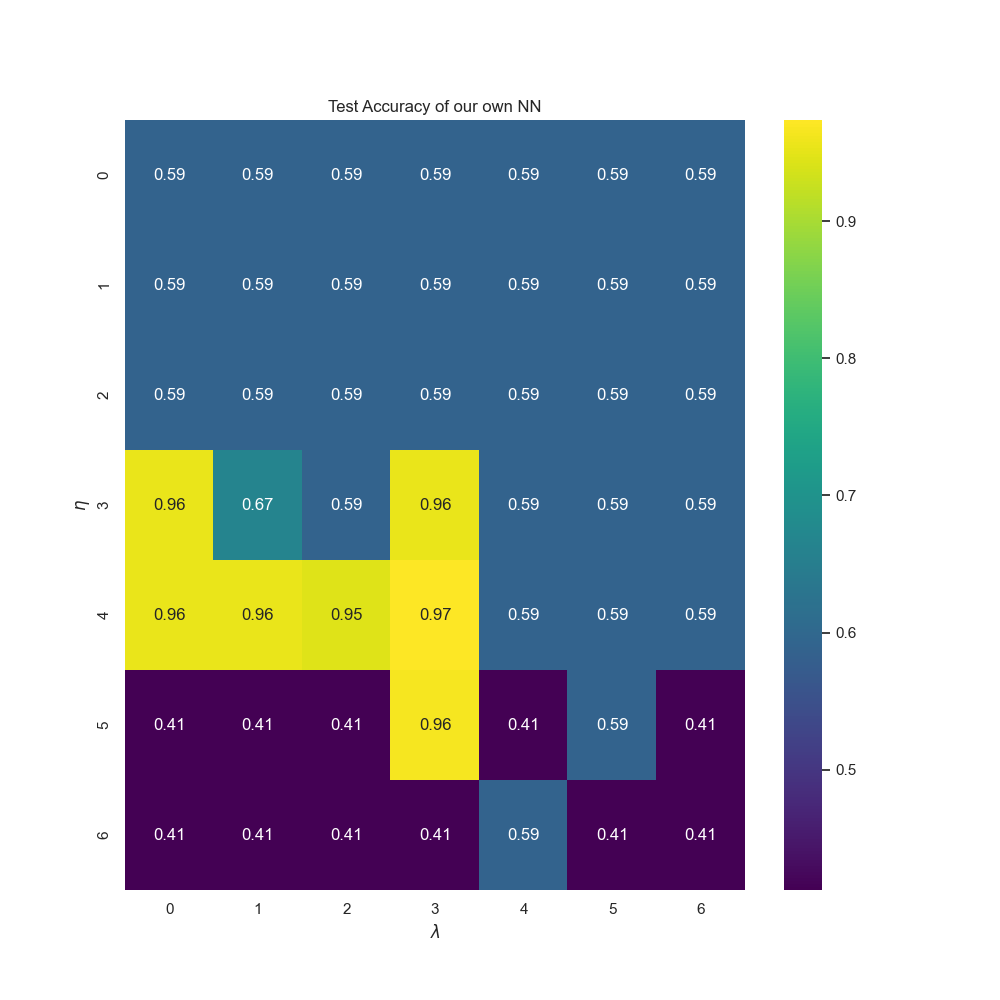 Test Accuracy of our own NN
0 0.59 0.59 0.59 0.59 0.59 0.59 0.59
1 0.59 0.59 0.59 0.59 0.59 0.59 0.59
2 0.59 0.59 0.59 0.59 0.59 0.59 0.59
η
3 0.96 0.67 0.59 0.96 0.59 0.59 0.59
4 0.96 0.96 0.95 0.97 0.59 0.59 0.59
5 0.41 0.41 0.41 0.96 0.41 0.59 0.41
6 0.41 0.41 0.41 0.41 0.59 0.41 0.41
0 1 2 3 4 5 6
λ
0.9
0.8
0.7
0.6
0.5